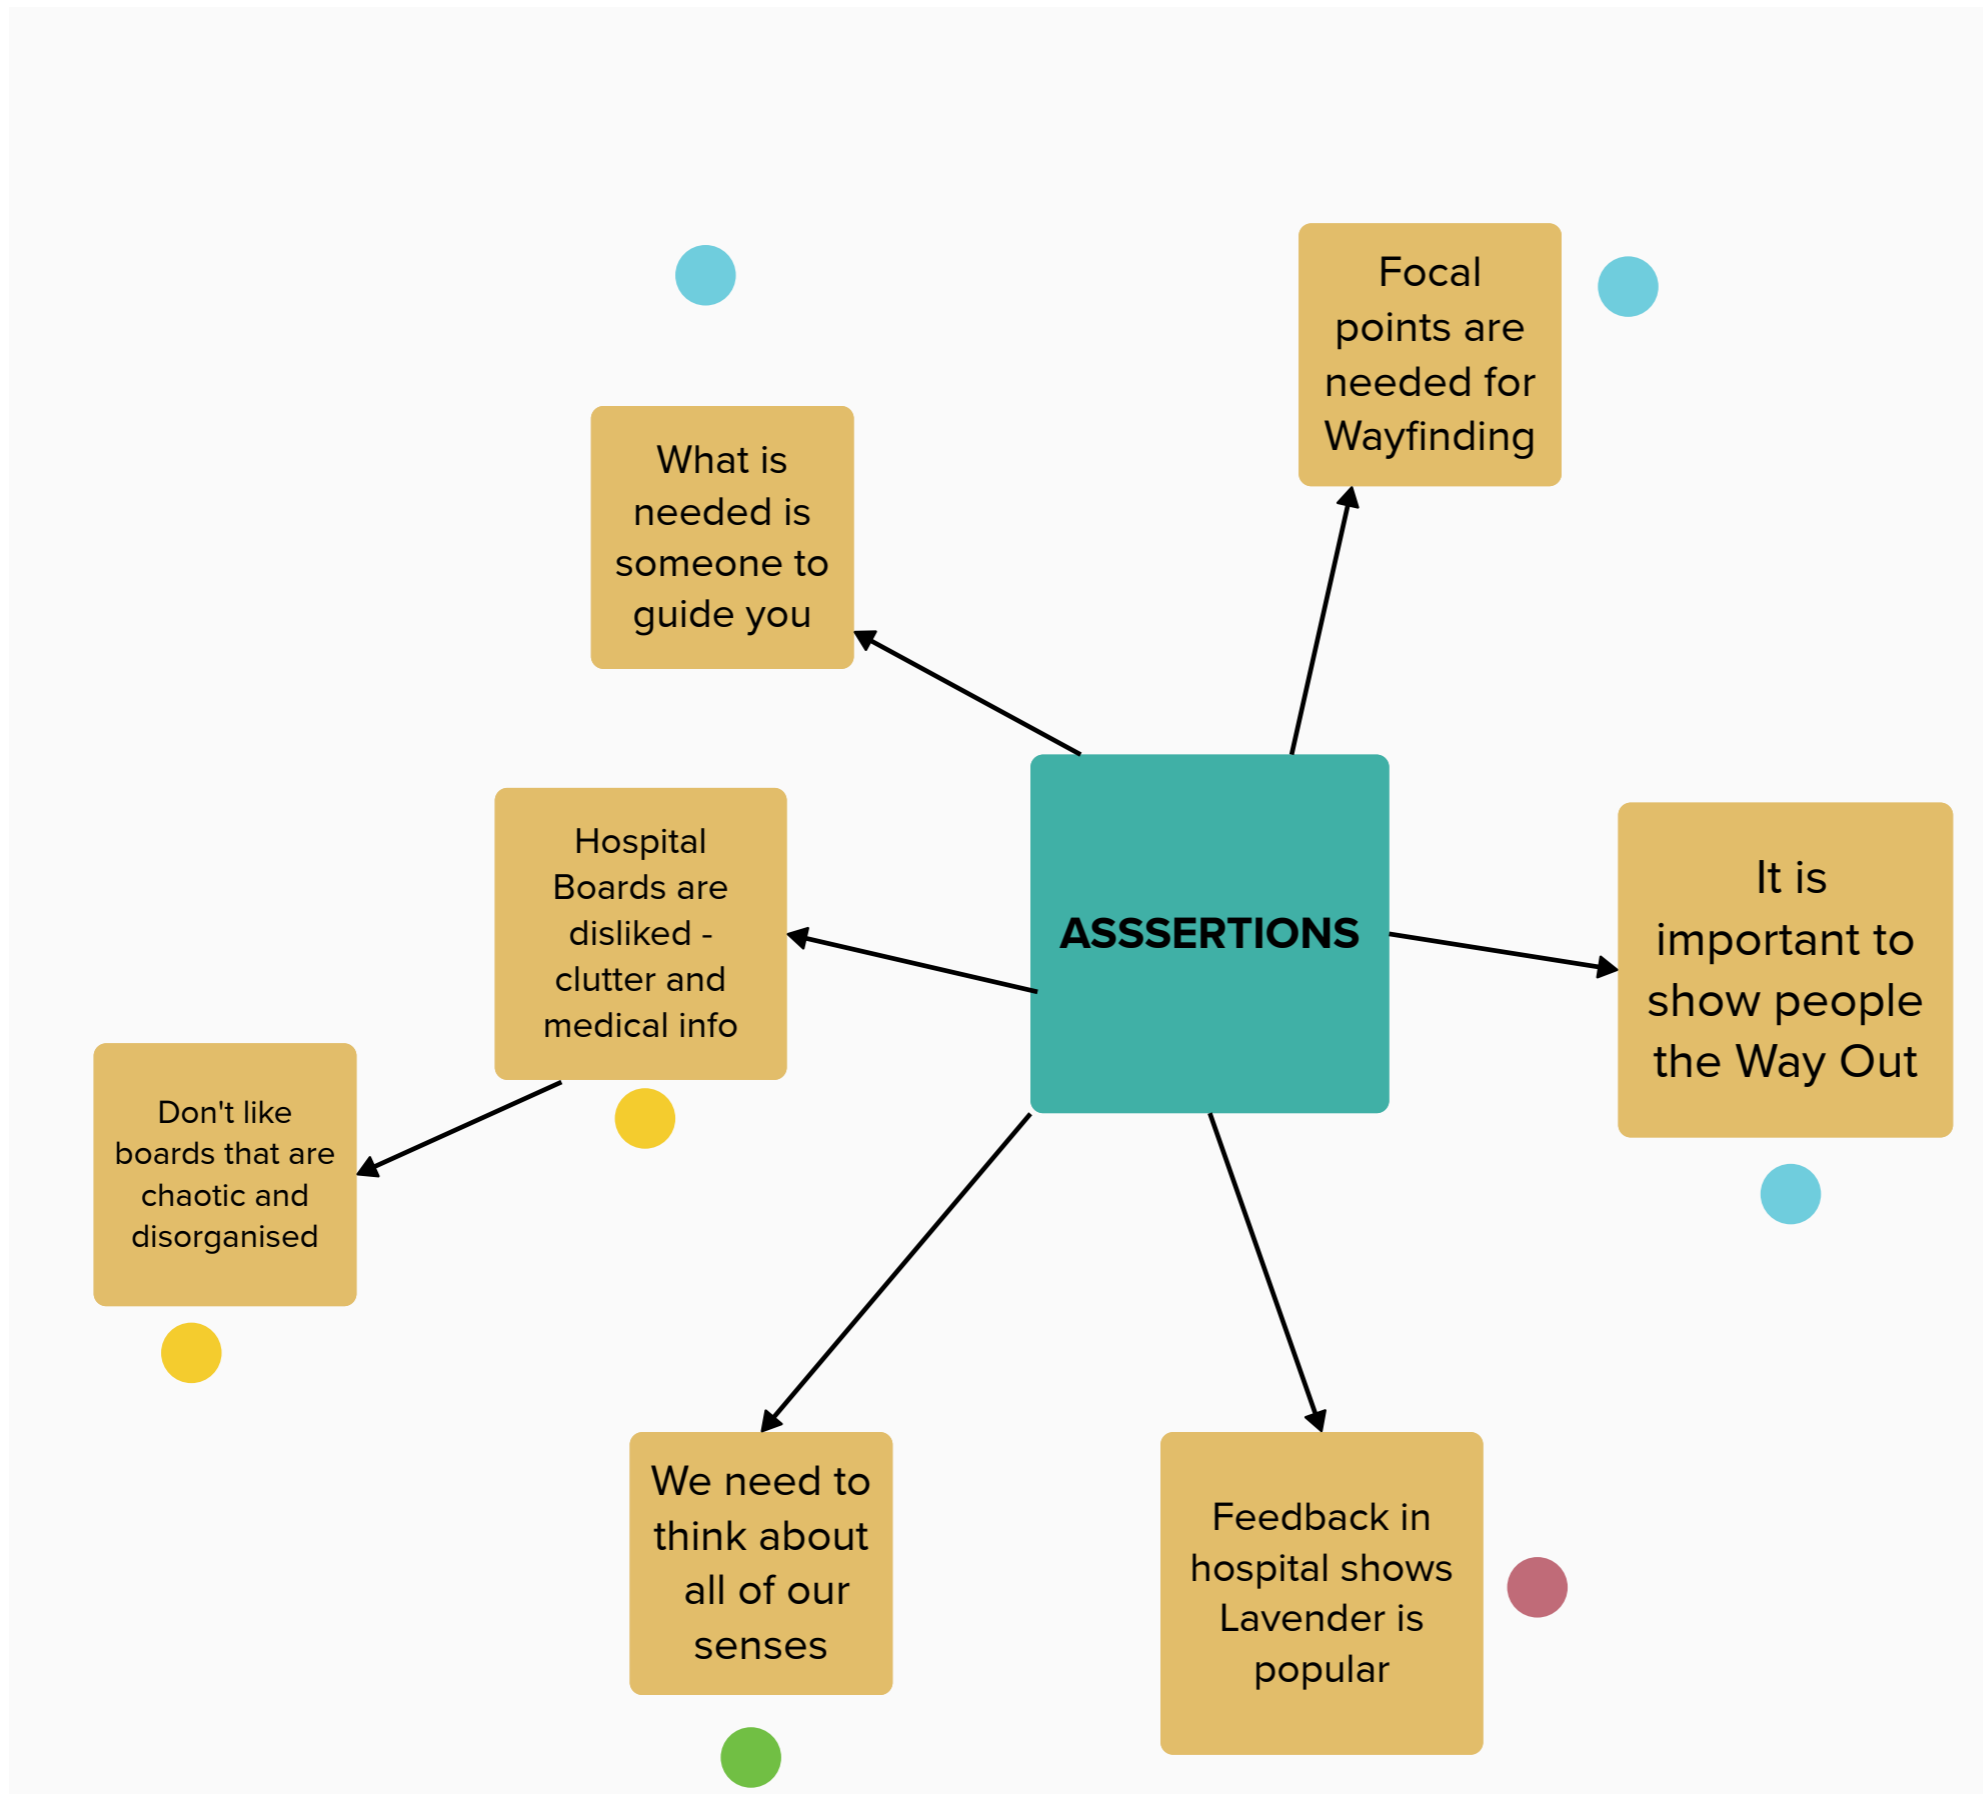 Focal
points are
needed for
Wayfinding
What is
needed is
someone to
guide you
Hospital
Boards are
disliked -
clutter and
medical info
ASSSERTIONS
It is
important to
show people
the Way Out
Don't like
boards that are
chaotic and
disorganised
We need to
think about
all of our
senses
Feedback in
hospital shows
Lavender is
popular